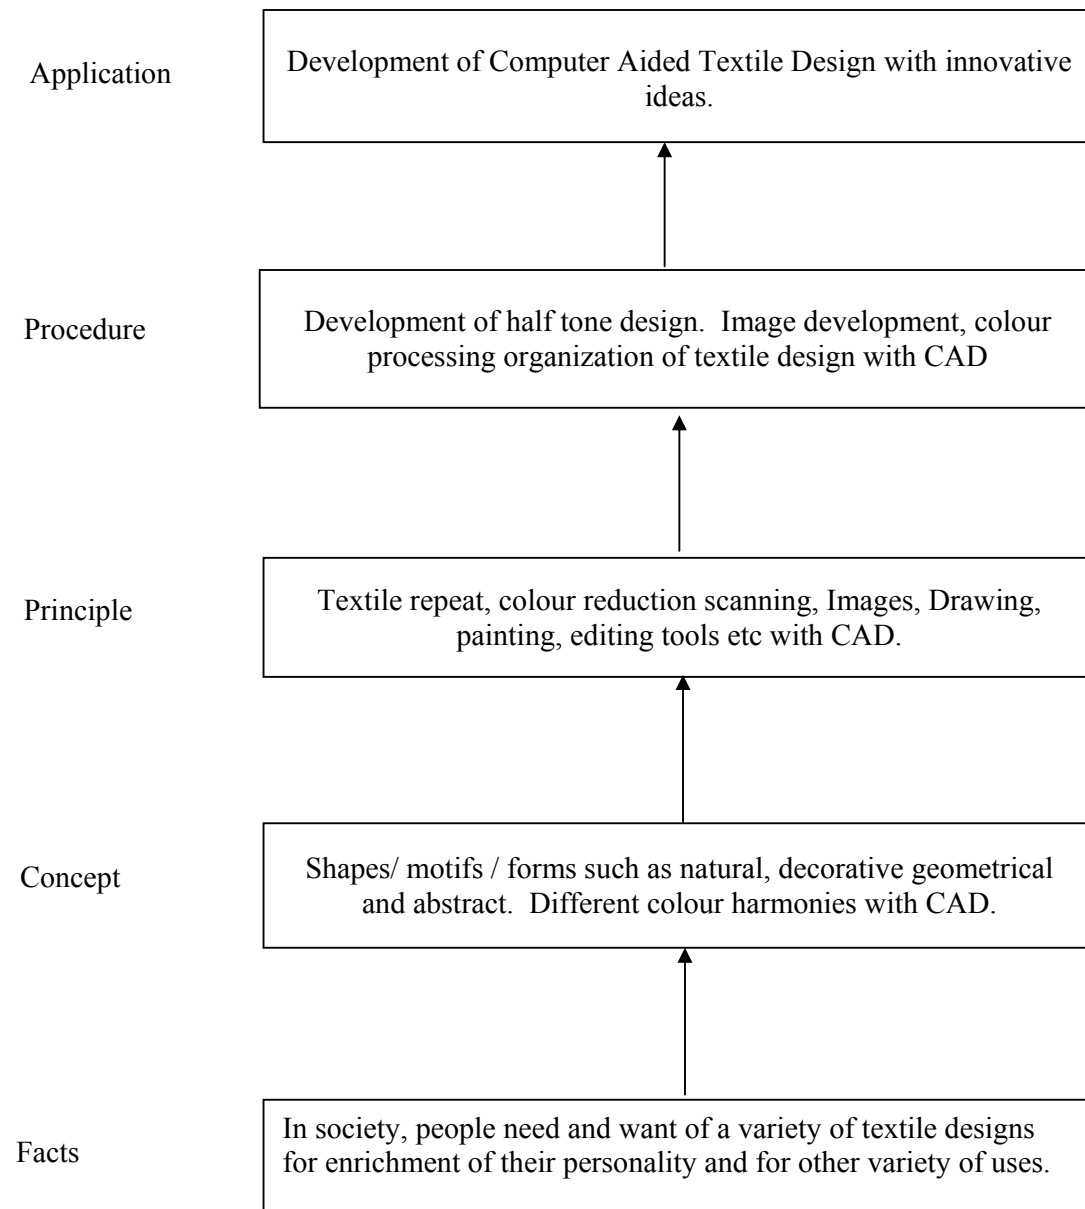 Application
Development of Computer Aided Textile Design with innovative
ideas.
Procedure
Development of half tone design.  Image development, colour
processing organization of textile design with CAD
Principle
Textile repeat, colour reduction scanning, Images, Drawing,
painting, editing tools etc with CAD.
Concept
Shapes/ motifs / forms such as natural, decorative geometrical
and abstract.  Different colour harmonies with CAD.
Facts
In society, people need and want of a variety of textile designs
for enrichment of their personality and for other variety of uses.